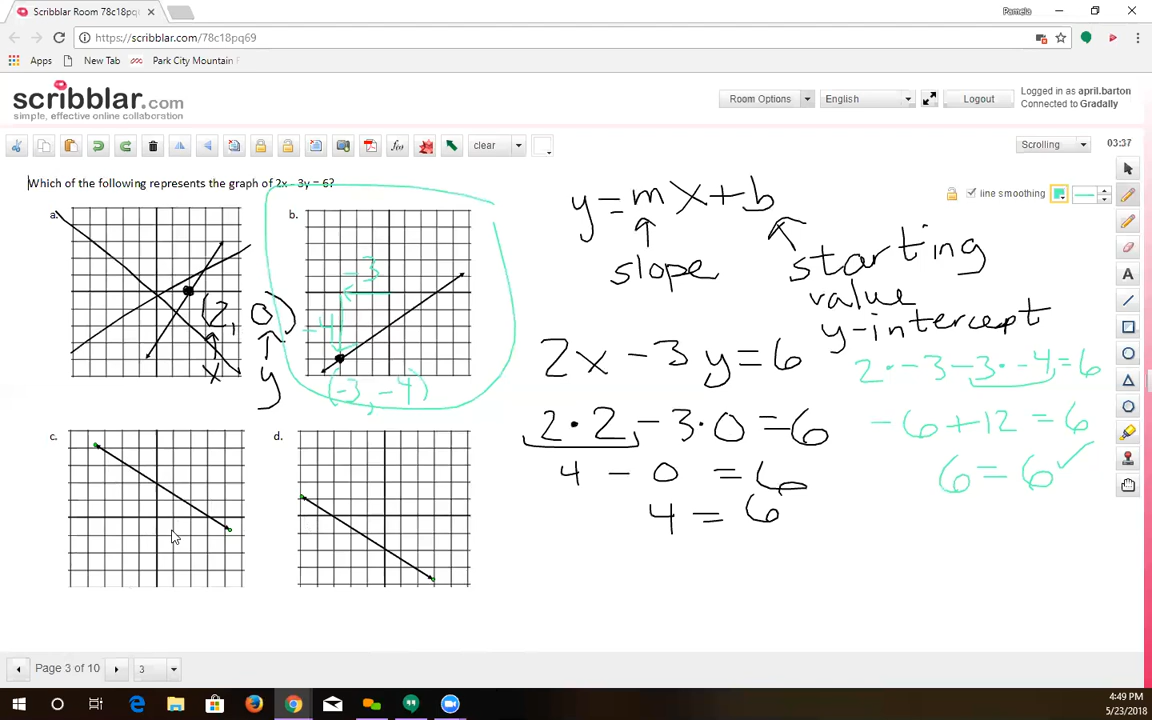 Scribblar Room 78c18pq
Pamela
https://scribblar.com/78c18pq69
Apps New Tab Park City Mountain
scribblar.com
simple, effective online collaboration
Room Options
English
Logout
Logged in as april.barton
Connected to Gradally
clear
Scrolling
03:37
line smoothing
Which of the following represents the graph of 2x - 3y = 6?
a.
b.
(2, 0)
x
y
-3
-4
(-3, -4)
c.
d.
y=mx+b
slope
starting
value
y-intercept
2x - 3y = 6
2·2 - 3·0 = 6
4 - 0 = 6
4 = 6
2·-3-3·-4=6
-6+12=6
6=6✓
Page 3 of 10
3
4:49 PM
5/23/2018